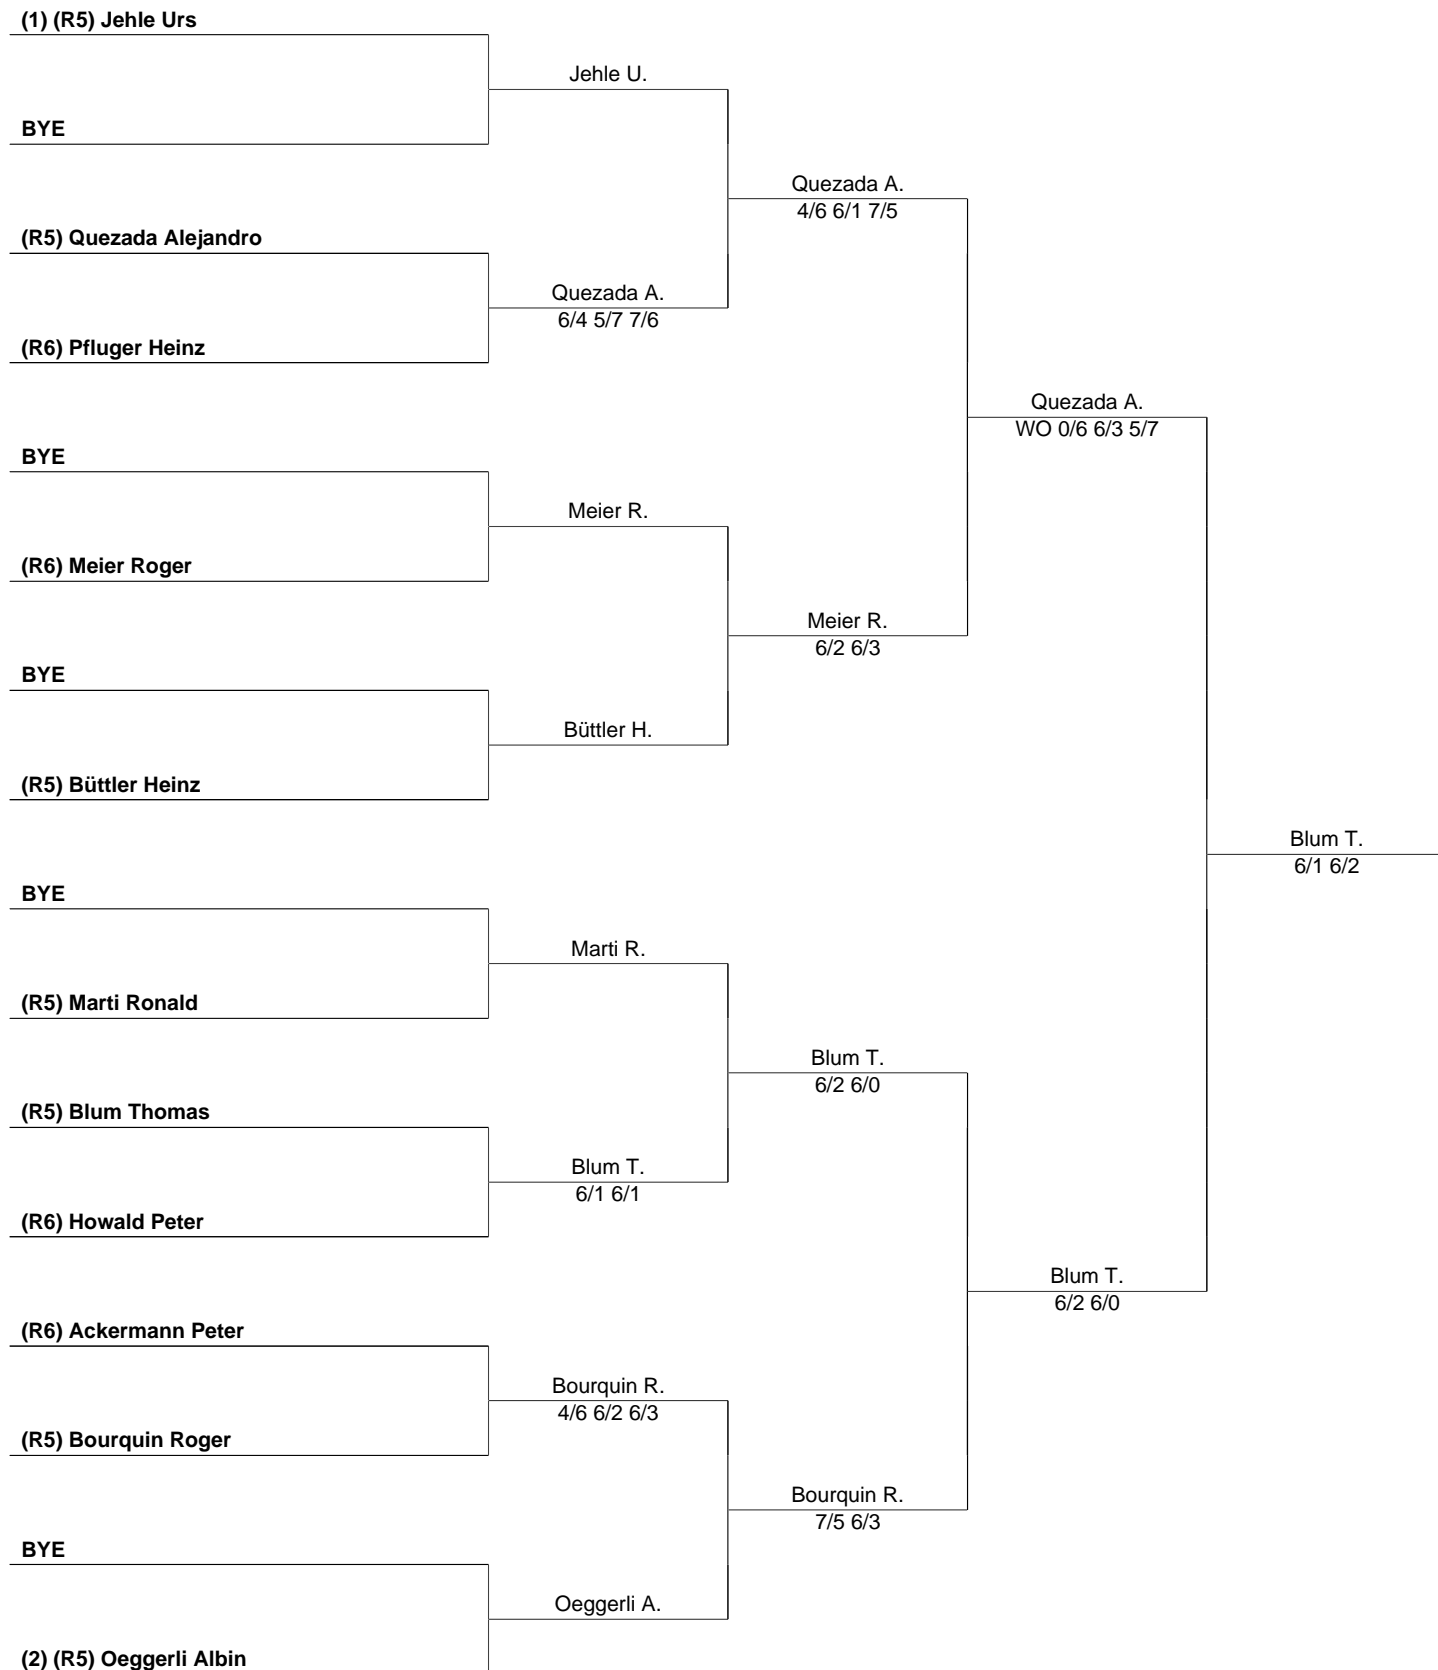 (1) (R5) Jehle Urs
Jehle U.
BYE
Quezada A.
4/6 6/1 7/5
(R5) Quezada Alejandro
Quezada A.
6/4 5/7 7/6
(R6) Pfluger Heinz
Quezada A.
WO 0/6 6/3 5/7
BYE
Meier R.
(R6) Meier Roger
Meier R.
6/2 6/3
BYE
Büttler H.
(R5) Büttler Heinz
Blum T.
6/1 6/2
BYE
Marti R.
(R5) Marti Ronald
Blum T.
6/2 6/0
(R5) Blum Thomas
Blum T.
6/1 6/1
(R6) Howald Peter
Blum T.
6/2 6/0
(R6) Ackermann Peter
Bourquin R.
4/6 6/2 6/3
(R5) Bourquin Roger
Bourquin R.
7/5 6/3
BYE
Oeggerli A.
(2) (R5) Oeggerli Albin